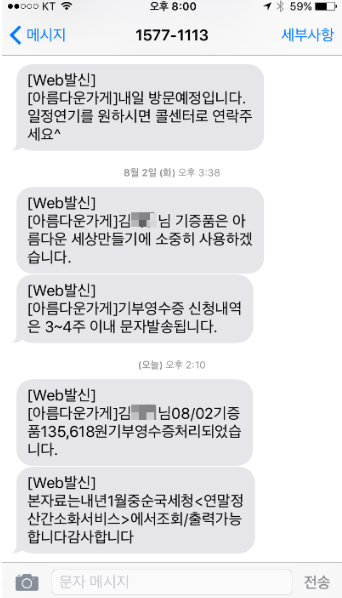 KT 오후 8:00 59%
메시지 1577-1113 세부사항
[Web발신]
[아름다운가게]내일 방문예정입니다.
일정연기를 원하시면 콜센터로 연락주
세요^
8월 2일 (화) 오후 3:38
[Web발신]
[아름다운가게]김 님 기증품은 아
름다운 세상만들기에 소중히 사용하겠
습니다.
[Web발신]
[아름다운가게]기부영수증 신청내역
은 3~4주 이내 문자발송됩니다.
(오늘) 오후 2:10
[Web발신]
[아름다운가게]김 님08/02기증
품135,618원기부영수증처리되었습
니다.
[Web발신]
본자료는내년1월중순국세청<연말정
산간소화서비스>에서조회/출력가능
합니다감사합니다
문자 메시지 전송